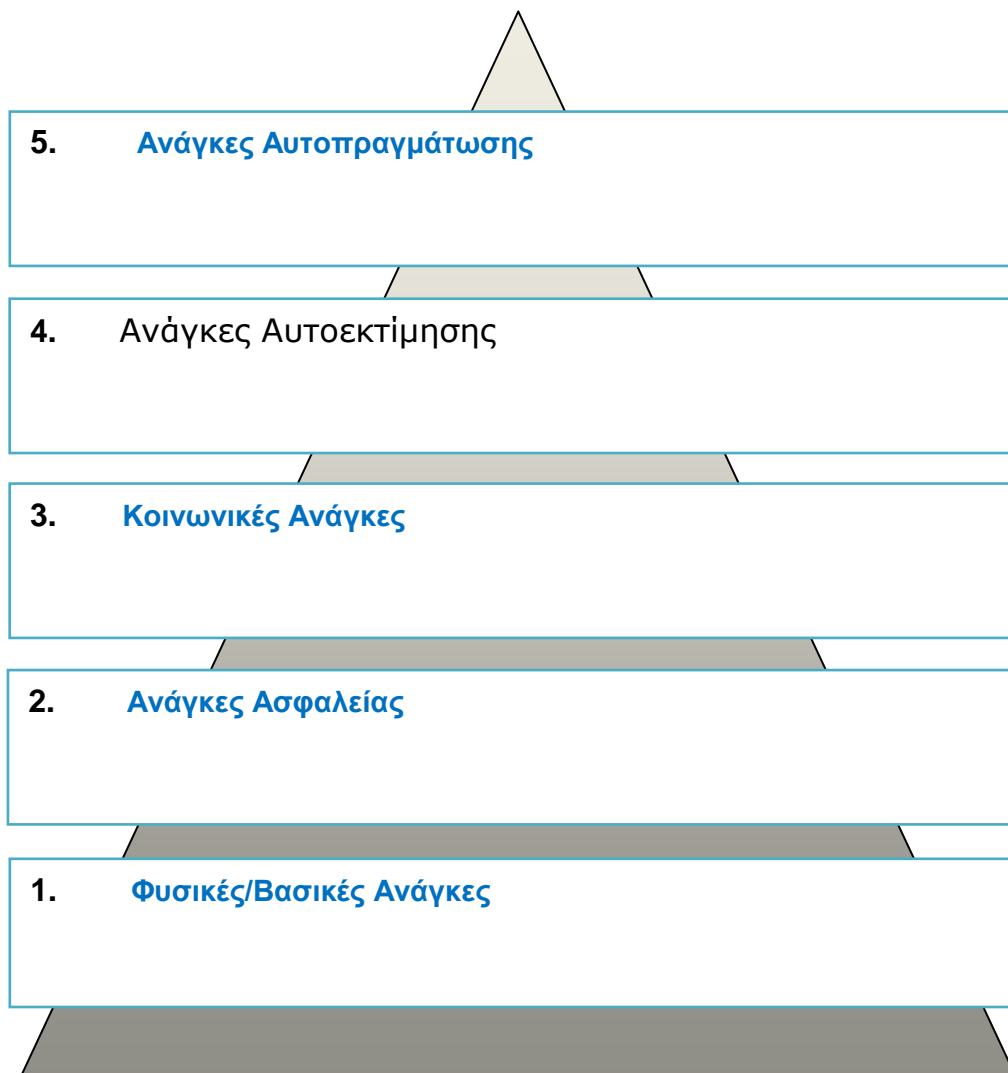 5. Ανάγκες Αυτοπραγμάτωσης
4. Ανάγκες Αυτοεκτίμησης
3. Κοινωνικές Ανάγκες
2. Ανάγκες Ασφαλείας
1. Φυσικές/Βασικές Ανάγκες